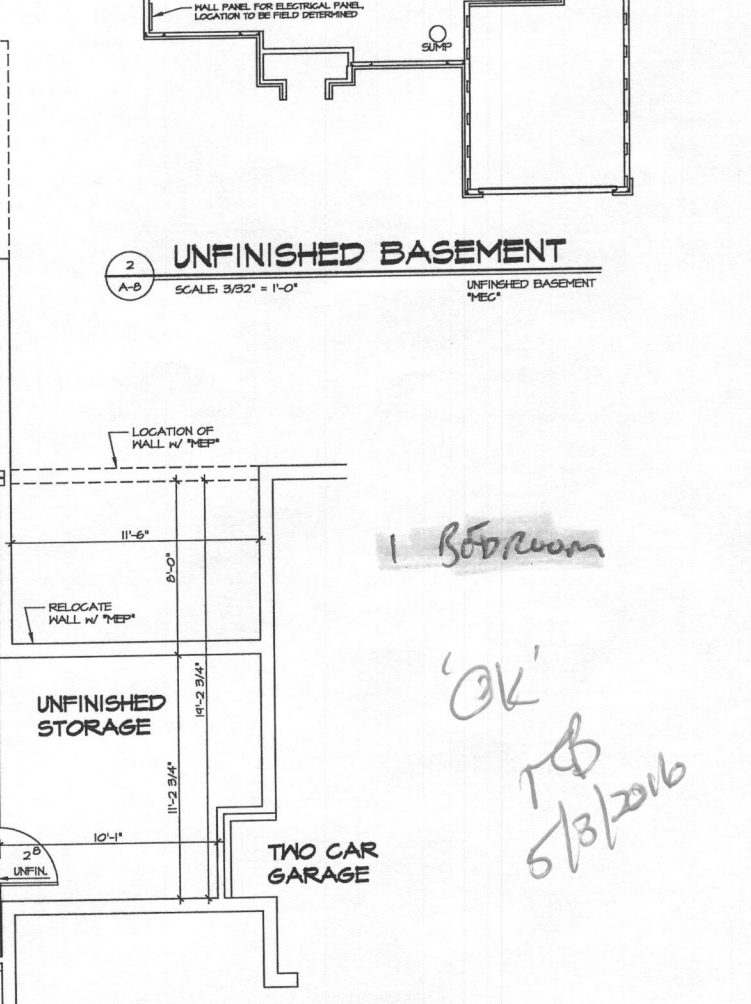 WALL PANEL FOR ELECTRICAL PANEL,
LOCATION TO BE FIELD DETERMINED
SUMP
2
A-8
UNFINISHED BASEMENT
SCALE: 3/32" = 1'-0"
UNFINSHED BASEMENT
"MEC"
LOCATION OF
WALL W/ "MEP"
11'-6"
8'-0"
1 BEDROOM
RELOCATE
WALL W/ "MEP"
19'-2 3/4"
UNFINISHED
STORAGE
'OK'
11'-2 3/4"
5/3/2016
10'-1"
2⁸
UNFIN.
TWO CAR
GARAGE